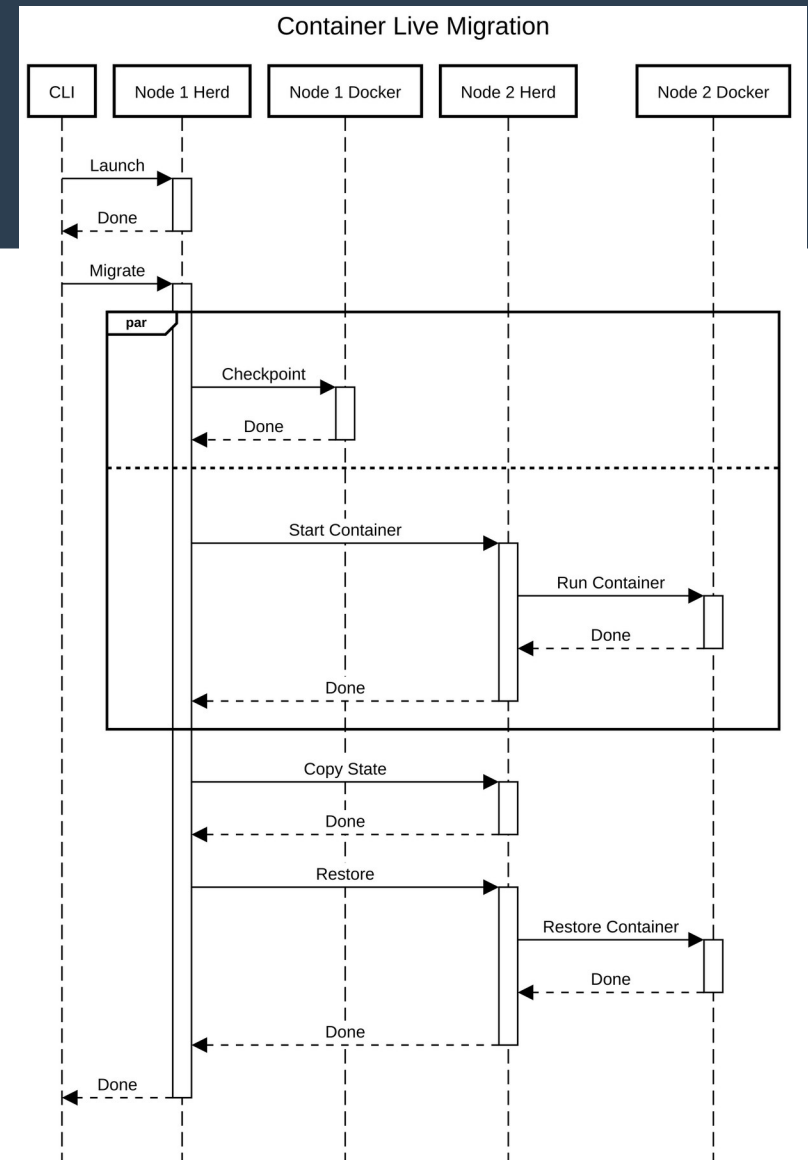 Container Live Migration
CLI
Node 1 Herd
Node 1 Docker
Node 2 Herd
Node 2 Docker
Launch
Done
Migrate
par
Checkpoint
Done
Start Container
Run Container
Done
Done
Copy State
Done
Restore
Restore Container
Done
Done
Done